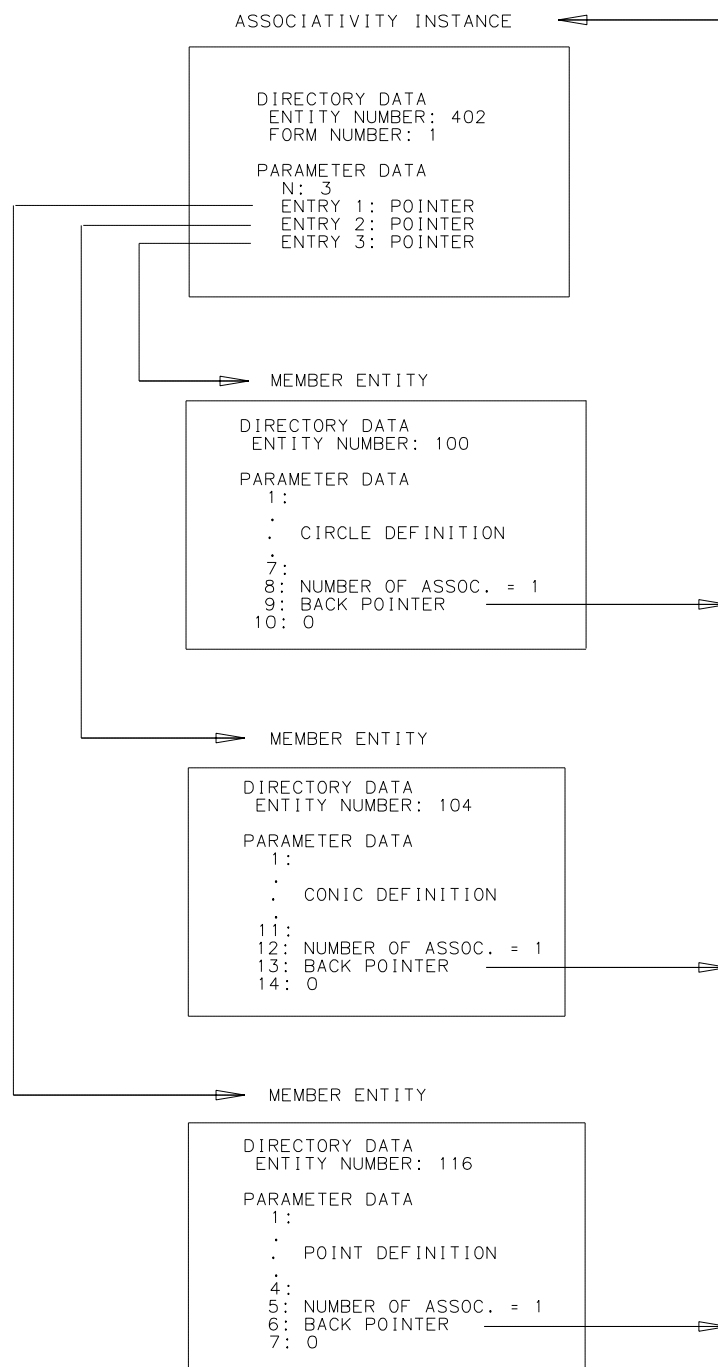 ASSOCIATIVITY INSTANCE
DIRECTORY DATA
ENTITY NUMBER: 402
FORM NUMBER: 1
PARAMETER DATA
N: 3
ENTRY 1: POINTER
ENTRY 2: POINTER
ENTRY 3: POINTER
MEMBER ENTITY
DIRECTORY DATA
ENTITY NUMBER: 100
PARAMETER DATA
1:
.
. CIRCLE DEFINITION
.
7:
8: NUMBER OF ASSOC. = 1
9: BACK POINTER
10: 0
MEMBER ENTITY
DIRECTORY DATA
ENTITY NUMBER: 104
PARAMETER DATA
1:
.
. CONIC DEFINITION
.
11:
12: NUMBER OF ASSOC. = 1
13: BACK POINTER
14: 0
MEMBER ENTITY
DIRECTORY DATA
ENTITY NUMBER: 116
PARAMETER DATA
1:
.
. POINT DEFINITION
.
4:
5: NUMBER OF ASSOC. = 1
6: BACK POINTER
7: 0